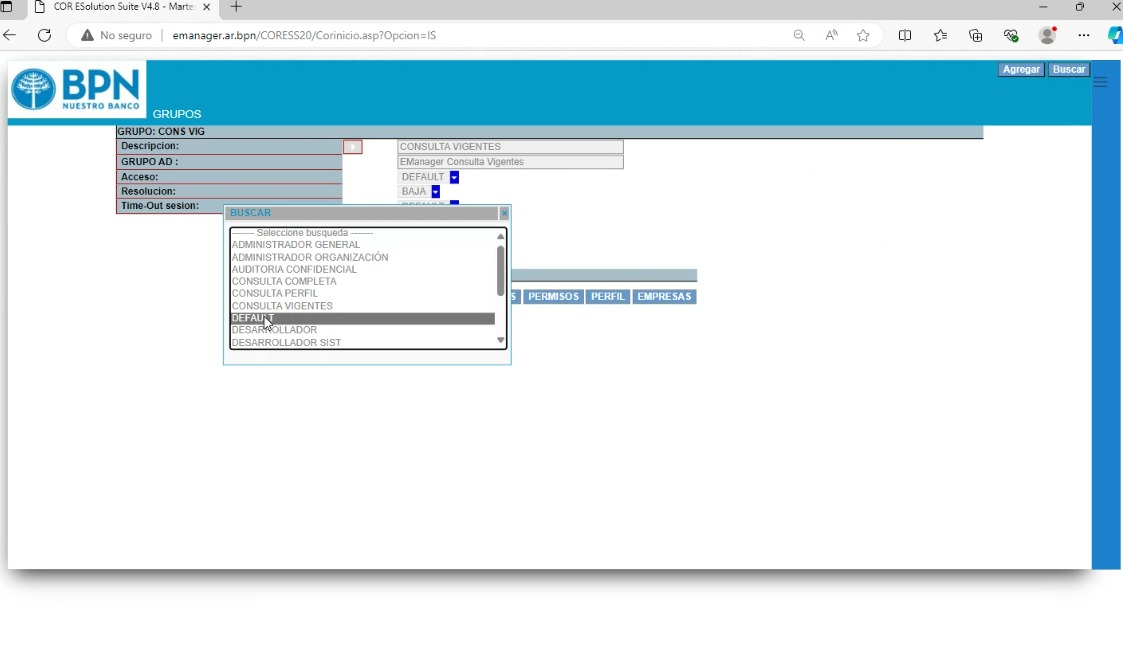 COR ESolution Suite V4.8 - Marte
No seguro
emanager.ar.bpn/CORESS20/Corinicio.asp?Opcion=IS
BPN
NUESTRO BANCO
GRUPOS
Agregar
Buscar
GRUPO: CONS VIG
Descripcion:
CONSULTA VIGENTES
GRUPO AD :
EManager Consulta Vigentes
Acceso:
DEFAULT
Resolucion:
BAJA
Time-Out sesion:
BUSCAR
------ Seleccione busqueda ------
ADMINISTRADOR GENERAL
ADMINISTRADOR ORGANIZACIÓN
AUDITORIA CONFIDENCIAL
CONSULTA COMPLETA
CONSULTA PERFIL
CONSULTA VIGENTES
DEFAULT
DESARROLLADOR
DESARROLLADOR SIST
S
PERMISOS
PERFIL
EMPRESAS